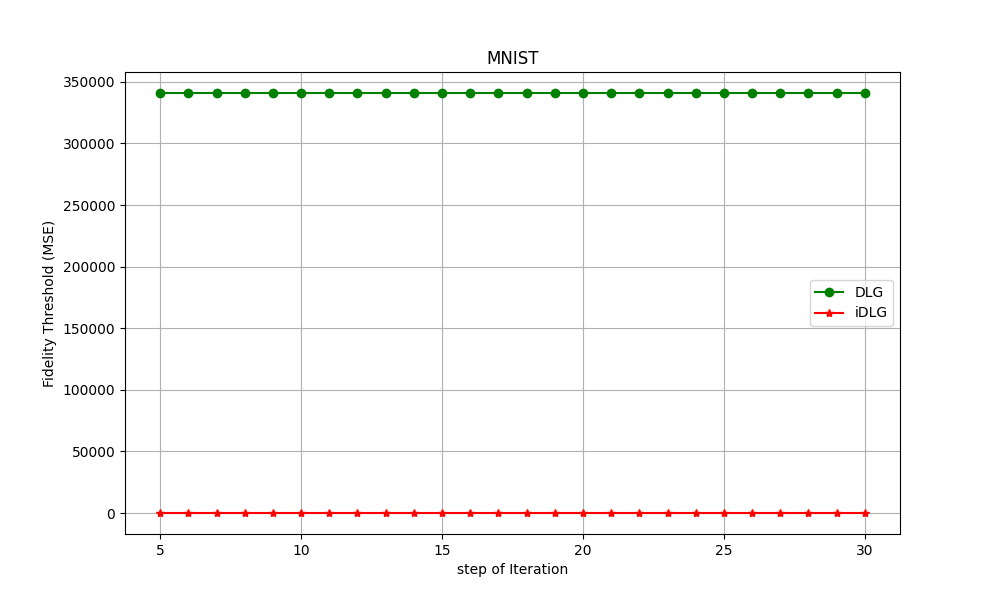 MNIST
350000
300000
250000
200000
150000
100000
50000
0
Fidelity Threshold (MSE)
DLG
iDLG
5 10 15 20 25 30
step of Iteration